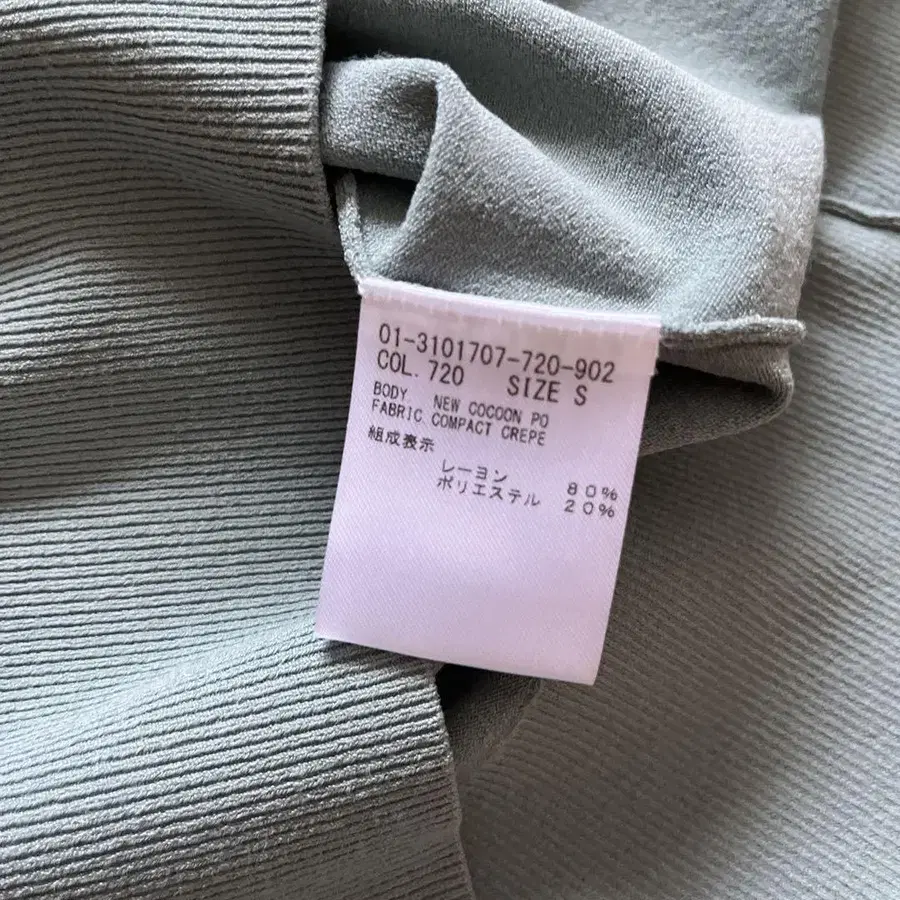 01-3101707-720-902
COL. 720 SIZE S
BODY. NEW COCOON PO
FABRIC COMPACT CREPE
組成表示
レーヨン 80%
ポリエステル 20%